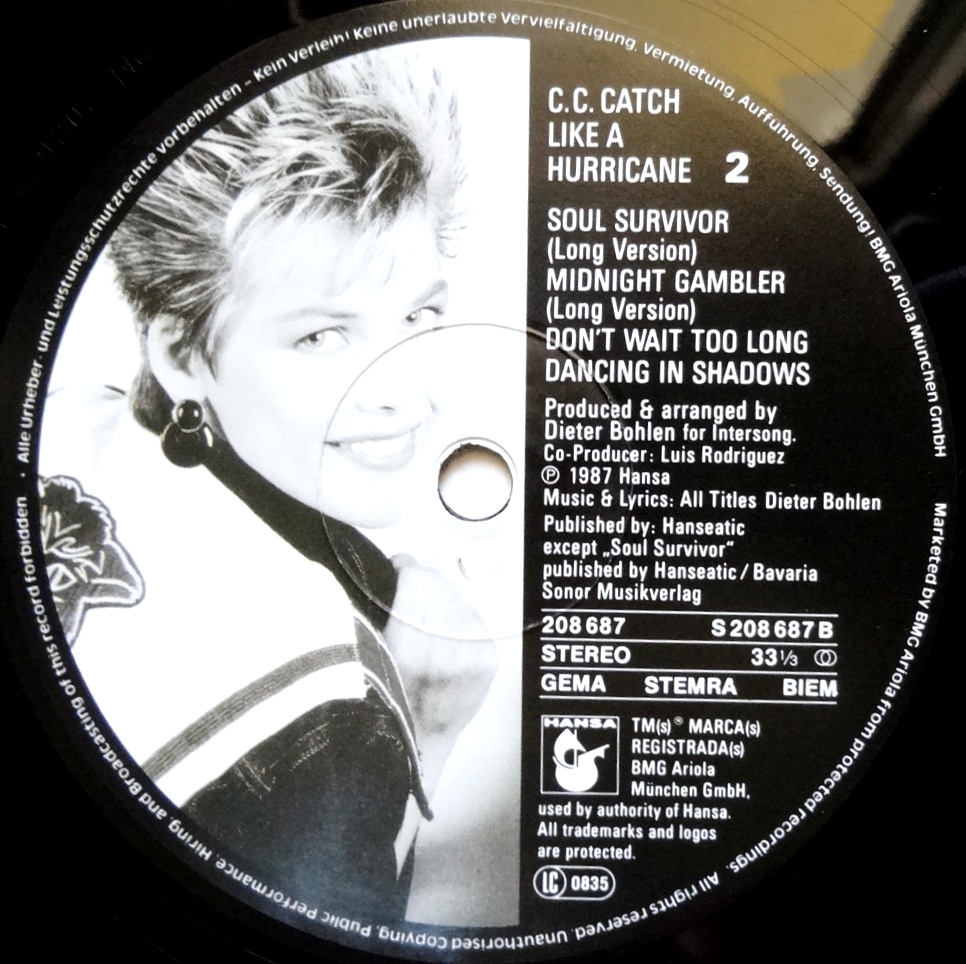 C.C. CATCH
LIKE A
HURRICANE 2
SOUL SURVIVOR
(Long Version)
MIDNIGHT GAMBLER
(Long Version)
DON'T WAIT TOO LONG
DANCING IN SHADOWS
Produced & arranged by
Dieter Bohlen for Intersong.
Co-Producer: Luis Rodriguez
Ⓟ 1987 Hansa
Music & Lyrics: All Titles Dieter Bohlen
Published by: Hanseatic
except „Soul Survivor"
published by Hanseatic / Bavaria
Sonor Musikverlag
208 687 S 208 687 B
STEREO 33 1/3
GEMA STEMRA BIEM
HANSA
TM(s)® MARCA(s)
REGISTRADA(s)
BMG Ariola
München GmbH,
used by authority of Hansa.
All trademarks and logos
are protected.
LC 0835
· Alle Urheber- und Leistungsschutzrechte vorbehalten – Kein Verleih! Keine unerlaubte Vervielfältigung, Vermietung, Aufführung, Sendung! BMG Ariola München GmbH
Marketed by BMG Ariola from protected recordings. All rights reserved. Unauthorised Copying, Public Performance, Hiring, and Broadcasting of this record forbidden